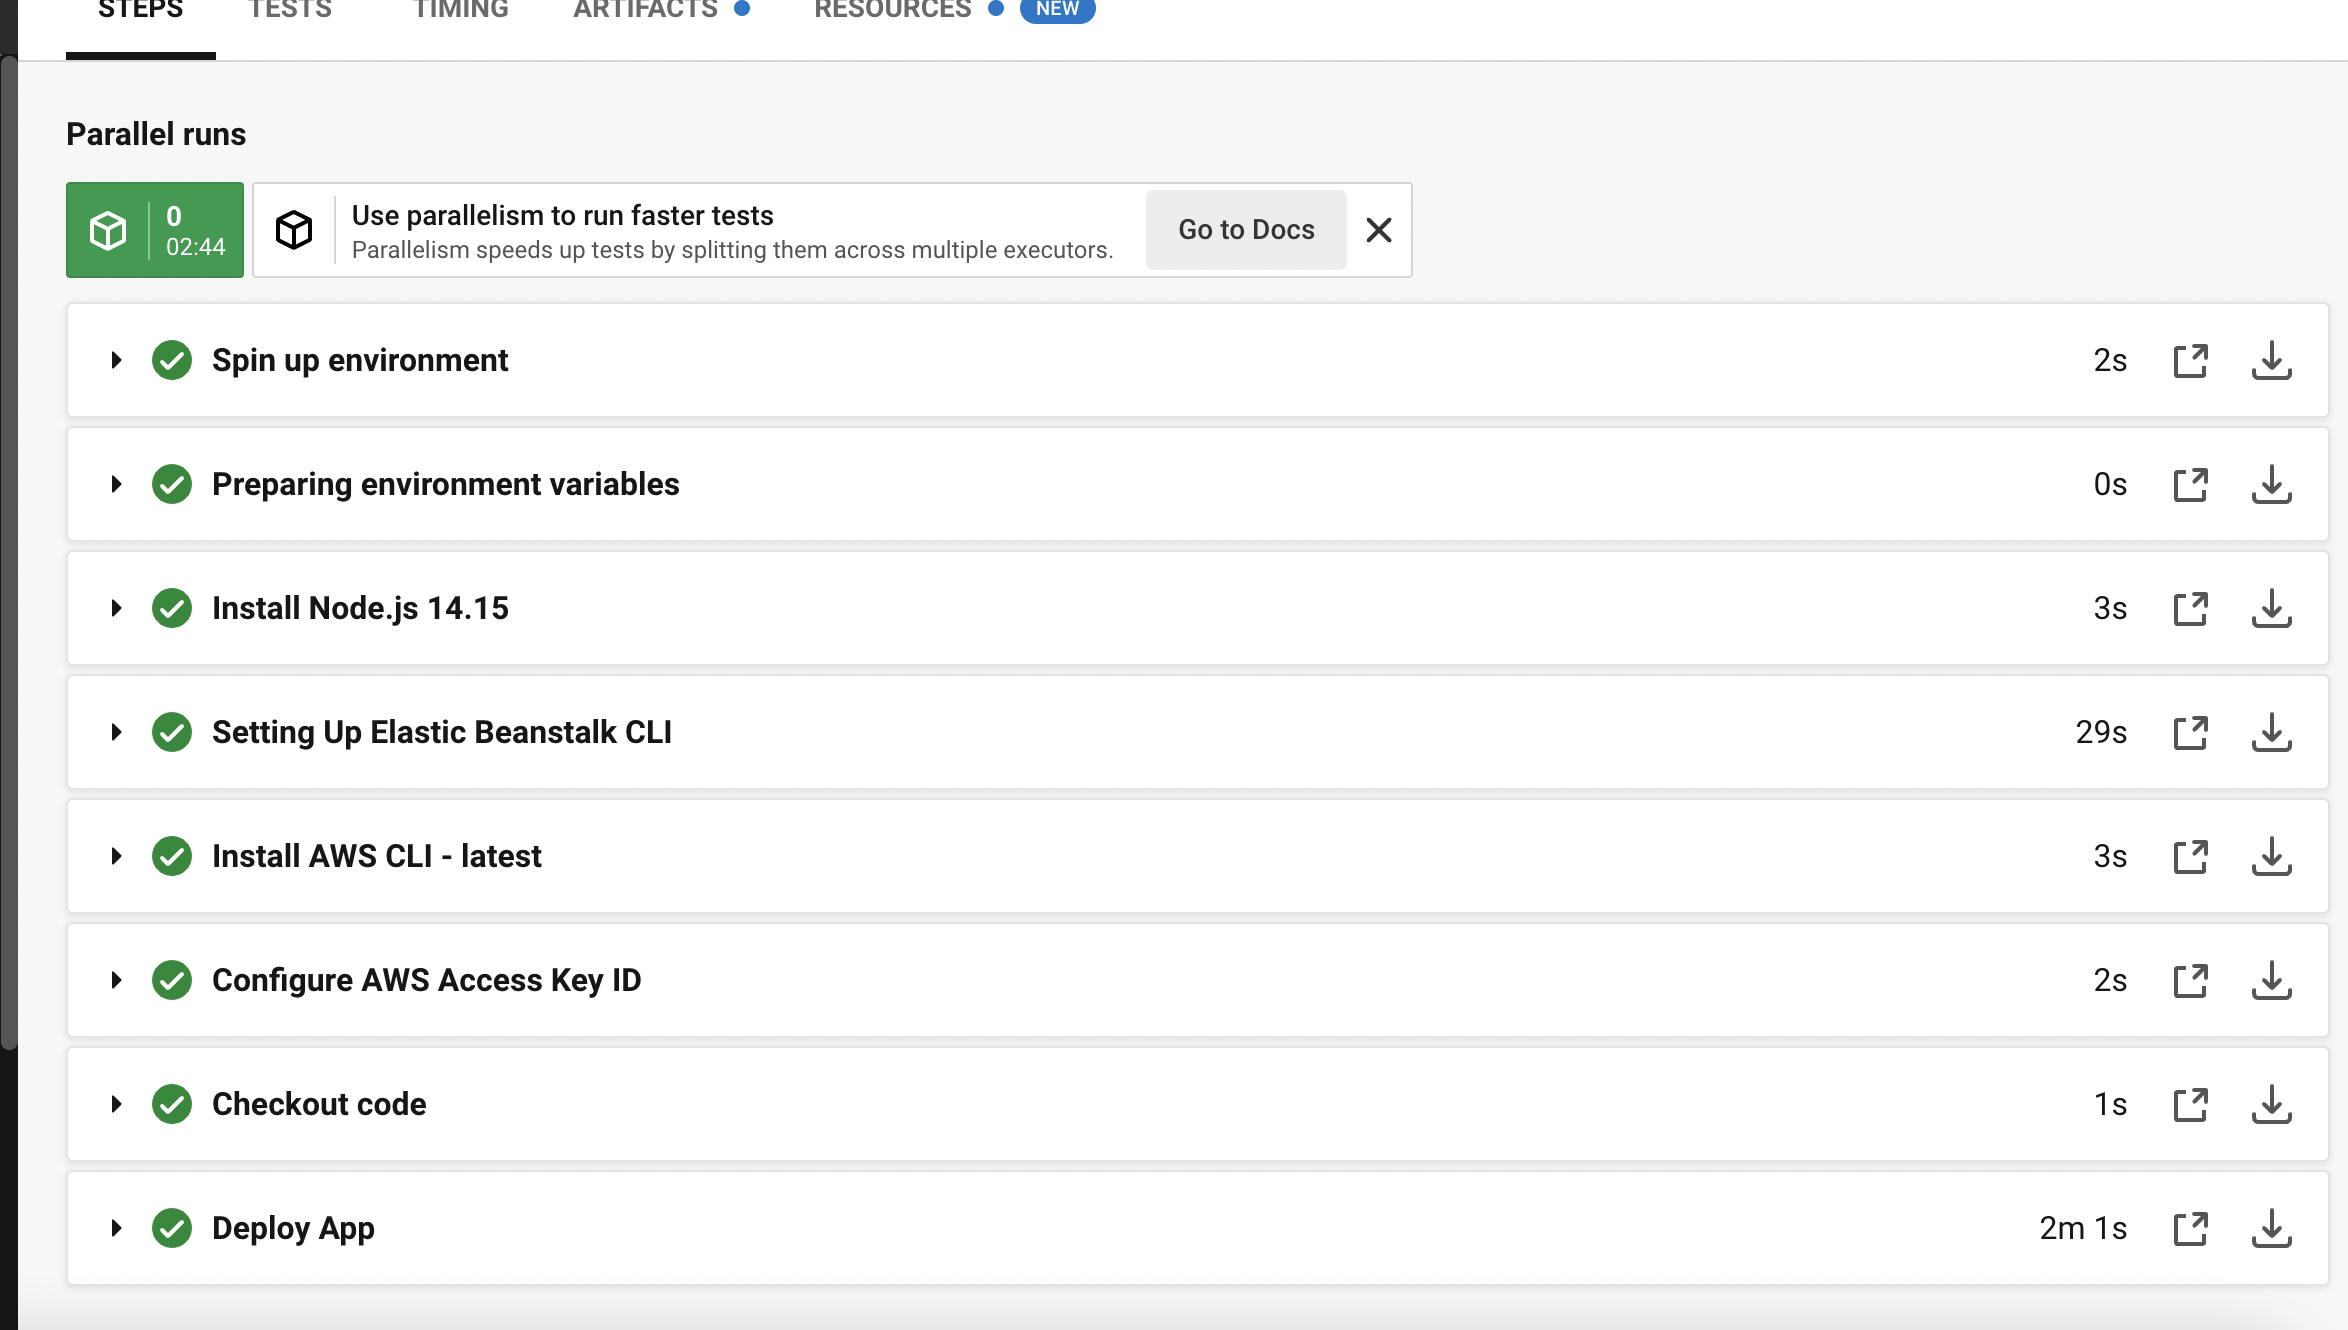 STEPS TESTS TIMING ARTIFACTS RESOURCES NEW
Parallel runs
0
02:44
Use parallelism to run faster tests
Parallelism speeds up tests by splitting them across multiple executors.
Go to Docs
Spin up environment 2s
Preparing environment variables 0s
Install Node.js 14.15 3s
Setting Up Elastic Beanstalk CLI 29s
Install AWS CLI - latest 3s
Configure AWS Access Key ID 2s
Checkout code 1s
Deploy App 2m 1s